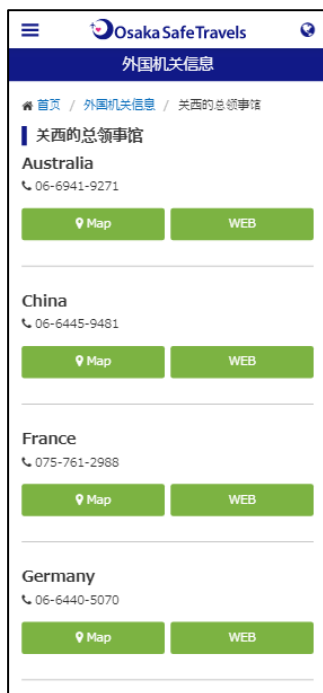 Osaka Safe Travels
外国机关信息
首页 / 外国机关信息 / 关西的总领事馆
关西的总领事馆
Australia
06-6941-9271
Map WEB
China
06-6445-9481
Map WEB
France
075-761-2988
Map WEB
Germany
06-6440-5070
Map WEB